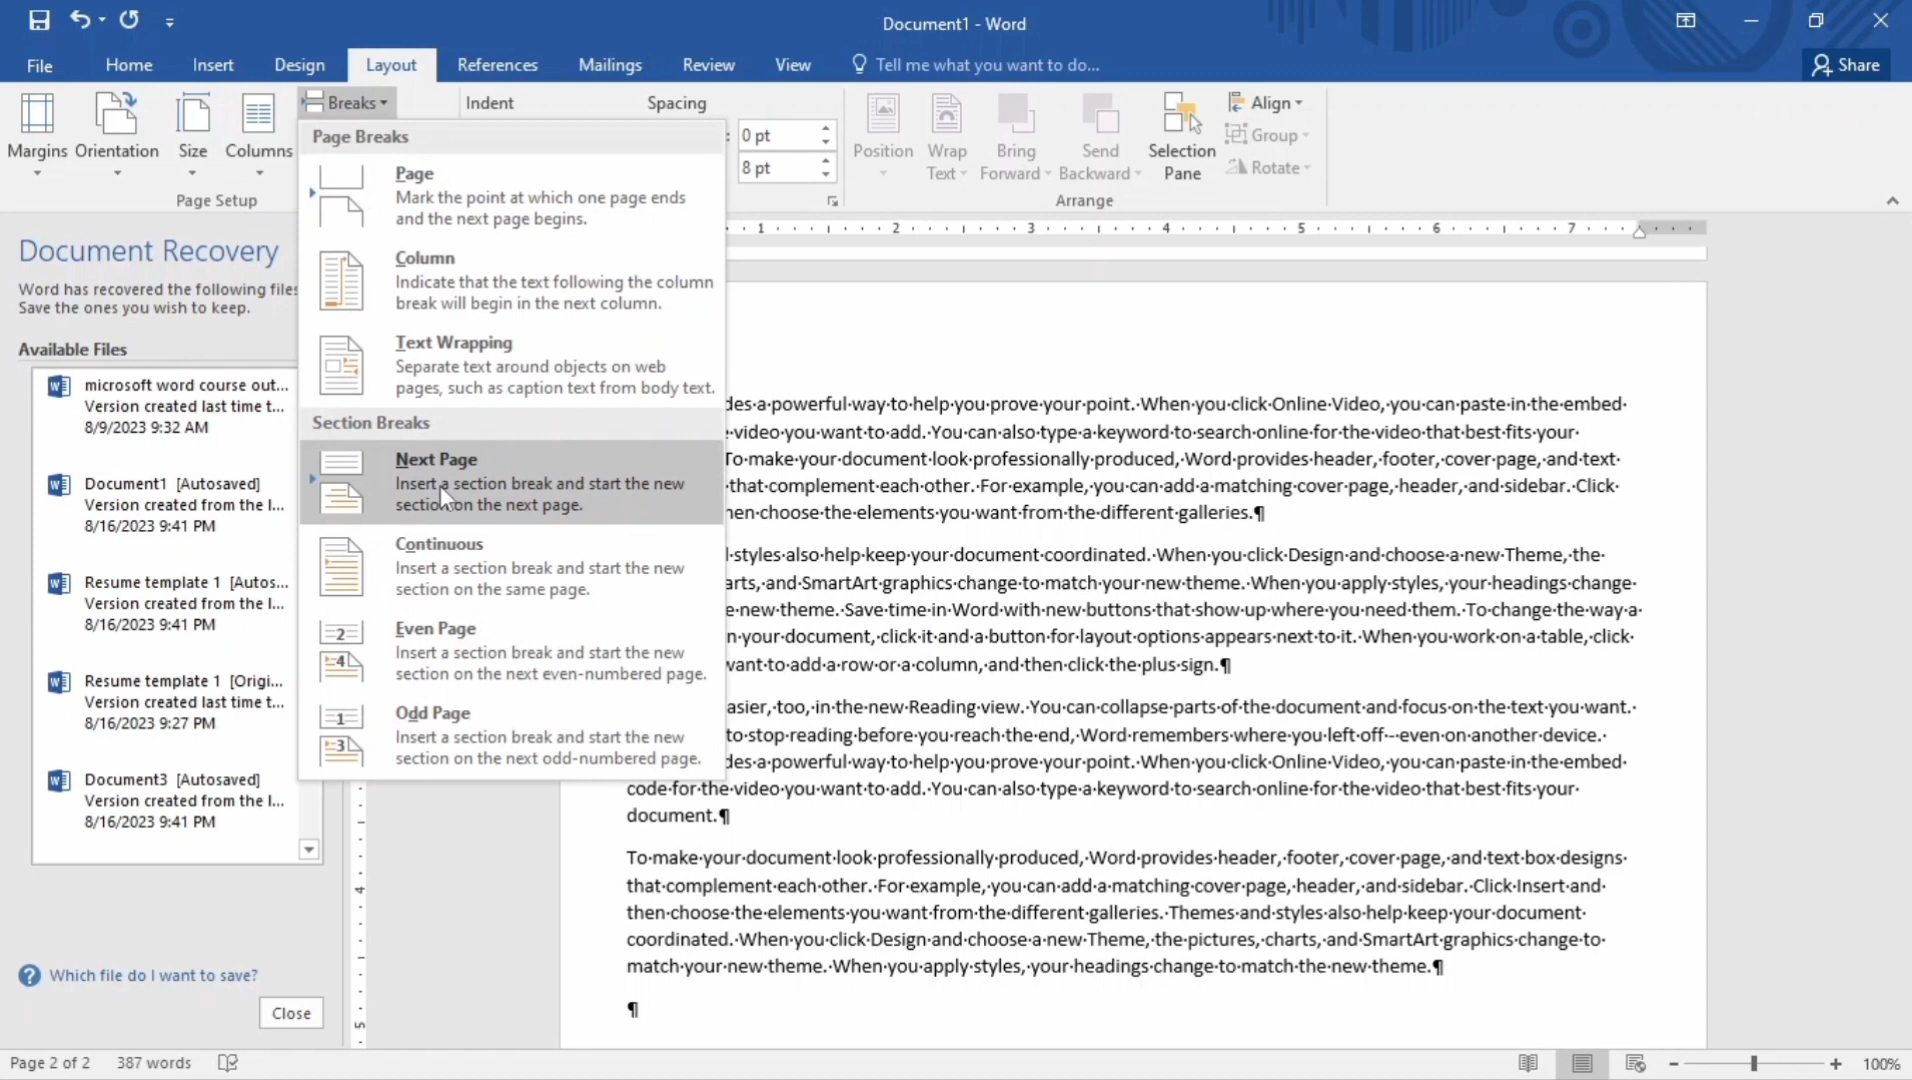 Document1 - Word
File Home Insert Design Layout References Mailings Review View Tell me what you want to do... Share
Margins Orientation Size Columns
Page Setup
Breaks
Indent Spacing
: 0 pt
8 pt
Position Wrap Text Bring Forward Send Backward Selection Pane
Align
Group
Rotate
Arrange
Page Breaks
Page
Mark the point at which one page ends
and the next page begins.
Column
Indicate that the text following the column
break will begin in the next column.
Text Wrapping
Separate text around objects on web
pages, such as caption text from body text.
Section Breaks
Next Page
Insert a section break and start the new
section on the next page.
Continuous
Insert a section break and start the new
section on the same page.
Even Page
Insert a section break and start the new
section on the next even-numbered page.
Odd Page
Insert a section break and start the new
section on the next odd-numbered page.
Document Recovery
Word has recovered the following files
Save the ones you wish to keep.
Available Files
microsoft word course out...
Version created last time t...
8/9/2023 9:32 AM
Document1 [Autosaved]
Version created from the l...
8/16/2023 9:41 PM
Resume template 1 [Autos...
Version created from the l...
8/16/2023 9:41 PM
Resume template 1 [Origi...
Version created last time t...
8/16/2023 9:27 PM
Document3 [Autosaved]
Version created from the l...
8/16/2023 9:41 PM
Which file do I want to save?
Close
1 2 3 4 5 6 7
4
5
des·a·powerful·way·to·help·you·prove·your·point.·When·you·click·Online·Video,·you·can·paste·in·the·embed·
·video·you·want·to·add.·You·can·also·type·a·keyword·to·search·online·for·the·video·that·best·fits·your·
To·make·your·document·look·professionally·produced,·Word·provides·header,·footer,·cover·page,·and·text·
·that·complement·each·other.·For·example,·you·can·add·a·matching·cover·page,·header,·and·sidebar.·Click·
hen·choose·the·elements·you·want·from·the·different·galleries.¶
l·styles·also·help·keep·your·document·coordinated.·When·you·click·Design·and·choose·a·new·Theme,·the·
arts,·and·SmartArt·graphics·change·to·match·your·new·theme.·When·you·apply·styles,·your·headings·change·
e·new·theme.·Save·time·in·Word·with·new·buttons·that·show·up·where·you·need·them.·To·change·the·way·a·
n·your·document,·click·it·and·a·button·for·layout·options·appears·next·to·it.·When·you·work·on·a·table,·click·
want·to·add·a·row·or·a·column,·and·then·click·the·plus·sign.¶
easier,·too,·in·the·new·Reading·view.·You·can·collapse·parts·of·the·document·and·focus·on·the·text·you·want.·
to·stop·reading·before·you·reach·the·end,·Word·remembers·where·you·left·off·-·even·on·another·device.·
des·a·powerful·way·to·help·you·prove·your·point.·When·you·click·Online·Video,·you·can·paste·in·the·embed·
code·for·the·video·you·want·to·add.·You·can·also·type·a·keyword·to·search·online·for·the·video·that·best·fits·your·
document.¶
To·make·your·document·look·professionally·produced,·Word·provides·header,·footer,·cover·page,·and·text·box·designs·
that·complement·each·other.·For·example,·you·can·add·a·matching·cover·page,·header,·and·sidebar.·Click·Insert·and·
then·choose·the·elements·you·want·from·the·different·galleries.·Themes·and·styles·also·help·keep·your·document·
coordinated.·When·you·click·Design·and·choose·a·new·Theme,·the·pictures,·charts,·and·SmartArt·graphics·change·to·
match·your·new·theme.·When·you·apply·styles,·your·headings·change·to·match·the·new·theme.¶
¶
Page 2 of 2 387 words 100%